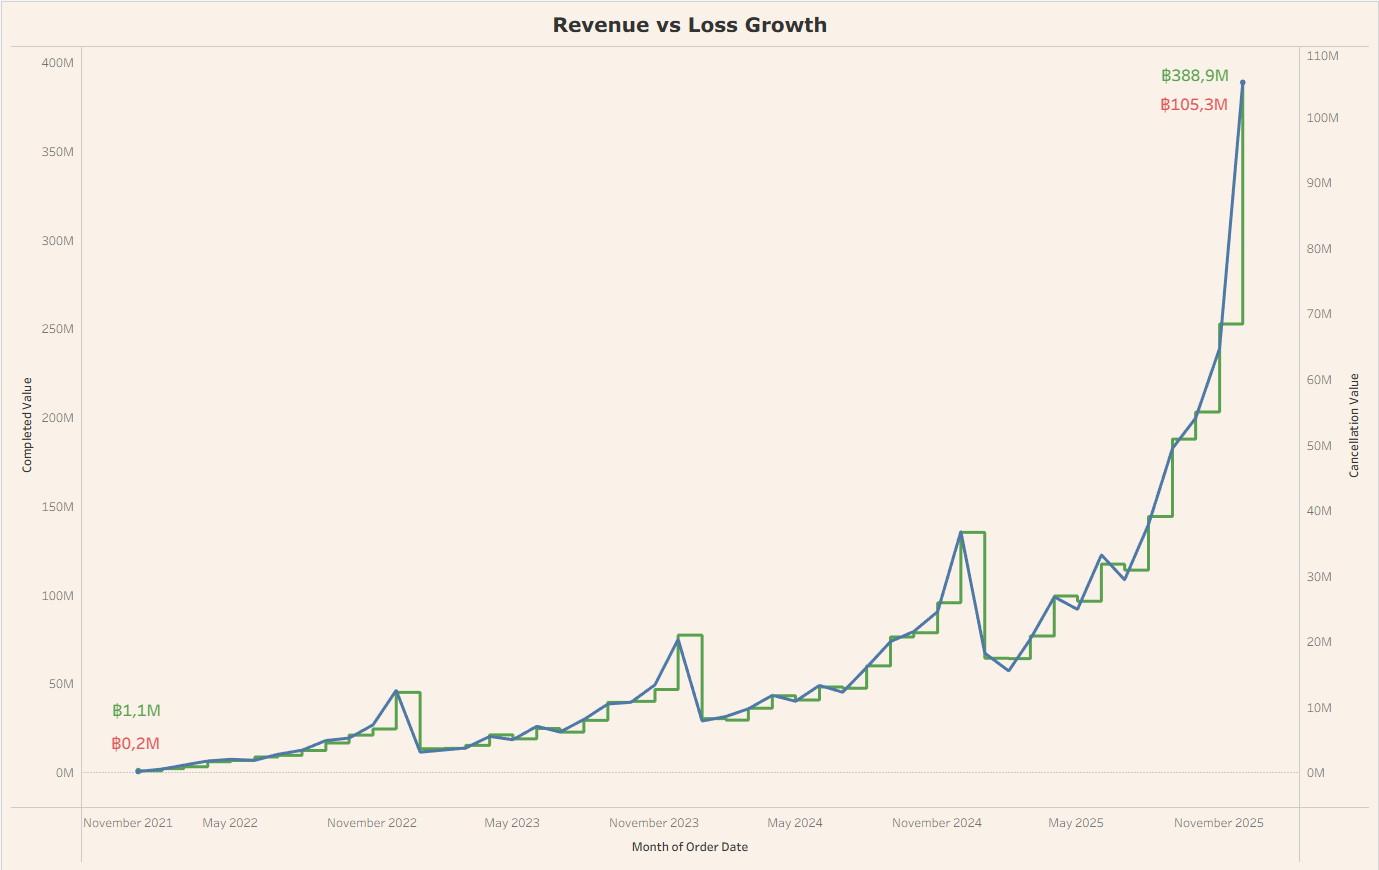 Revenue vs Loss Growth
400M
350M
300M
250M
200M
150M
100M
50M
0M
Completed Value
110M
100M
90M
80M
70M
60M
50M
40M
30M
20M
10M
0M
Cancellation Value
฿388,9M
฿105,3M
฿1,1M
฿0,2M
November 2021
May 2022
November 2022
May 2023
November 2023
May 2024
November 2024
May 2025
November 2025
Month of Order Date